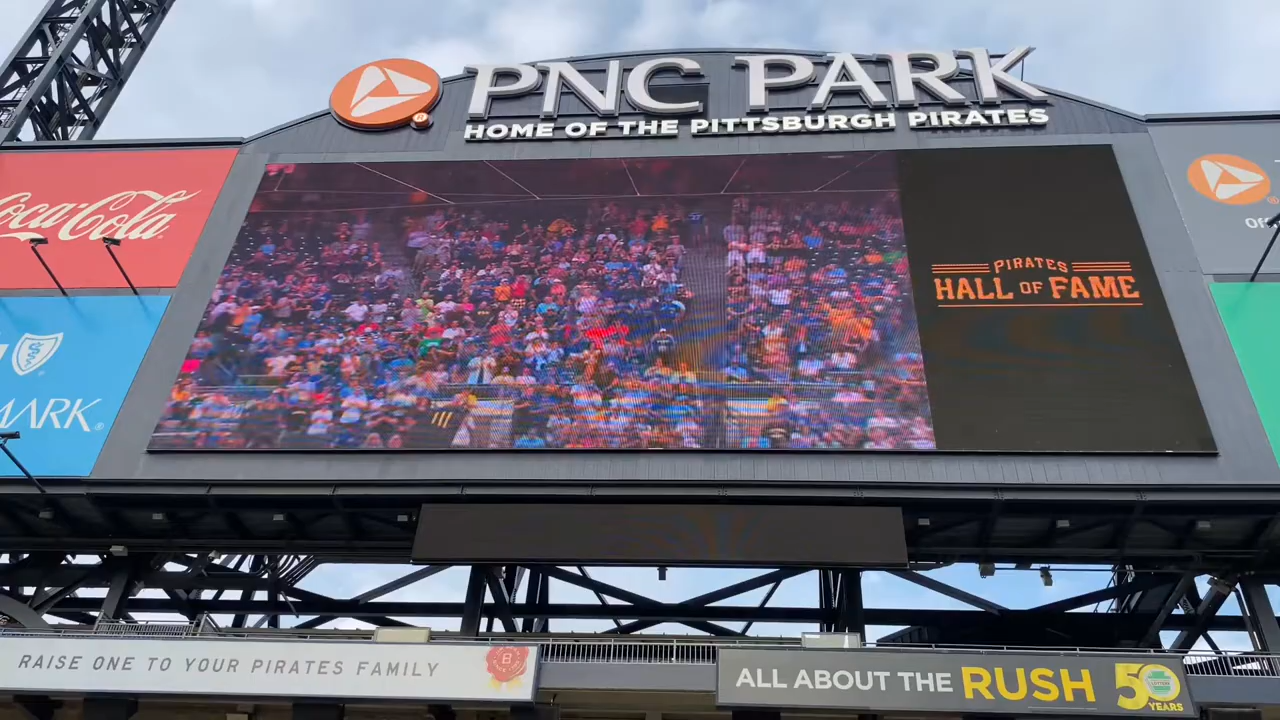 PNC PARK
HOME OF THE PITTSBURGH PIRATES
Coca-Cola
PIRATES
HALL OF FAME
MARK
RAISE ONE TO YOUR PIRATES FAMILY
ALL ABOUT THE RUSH
50
YEARS